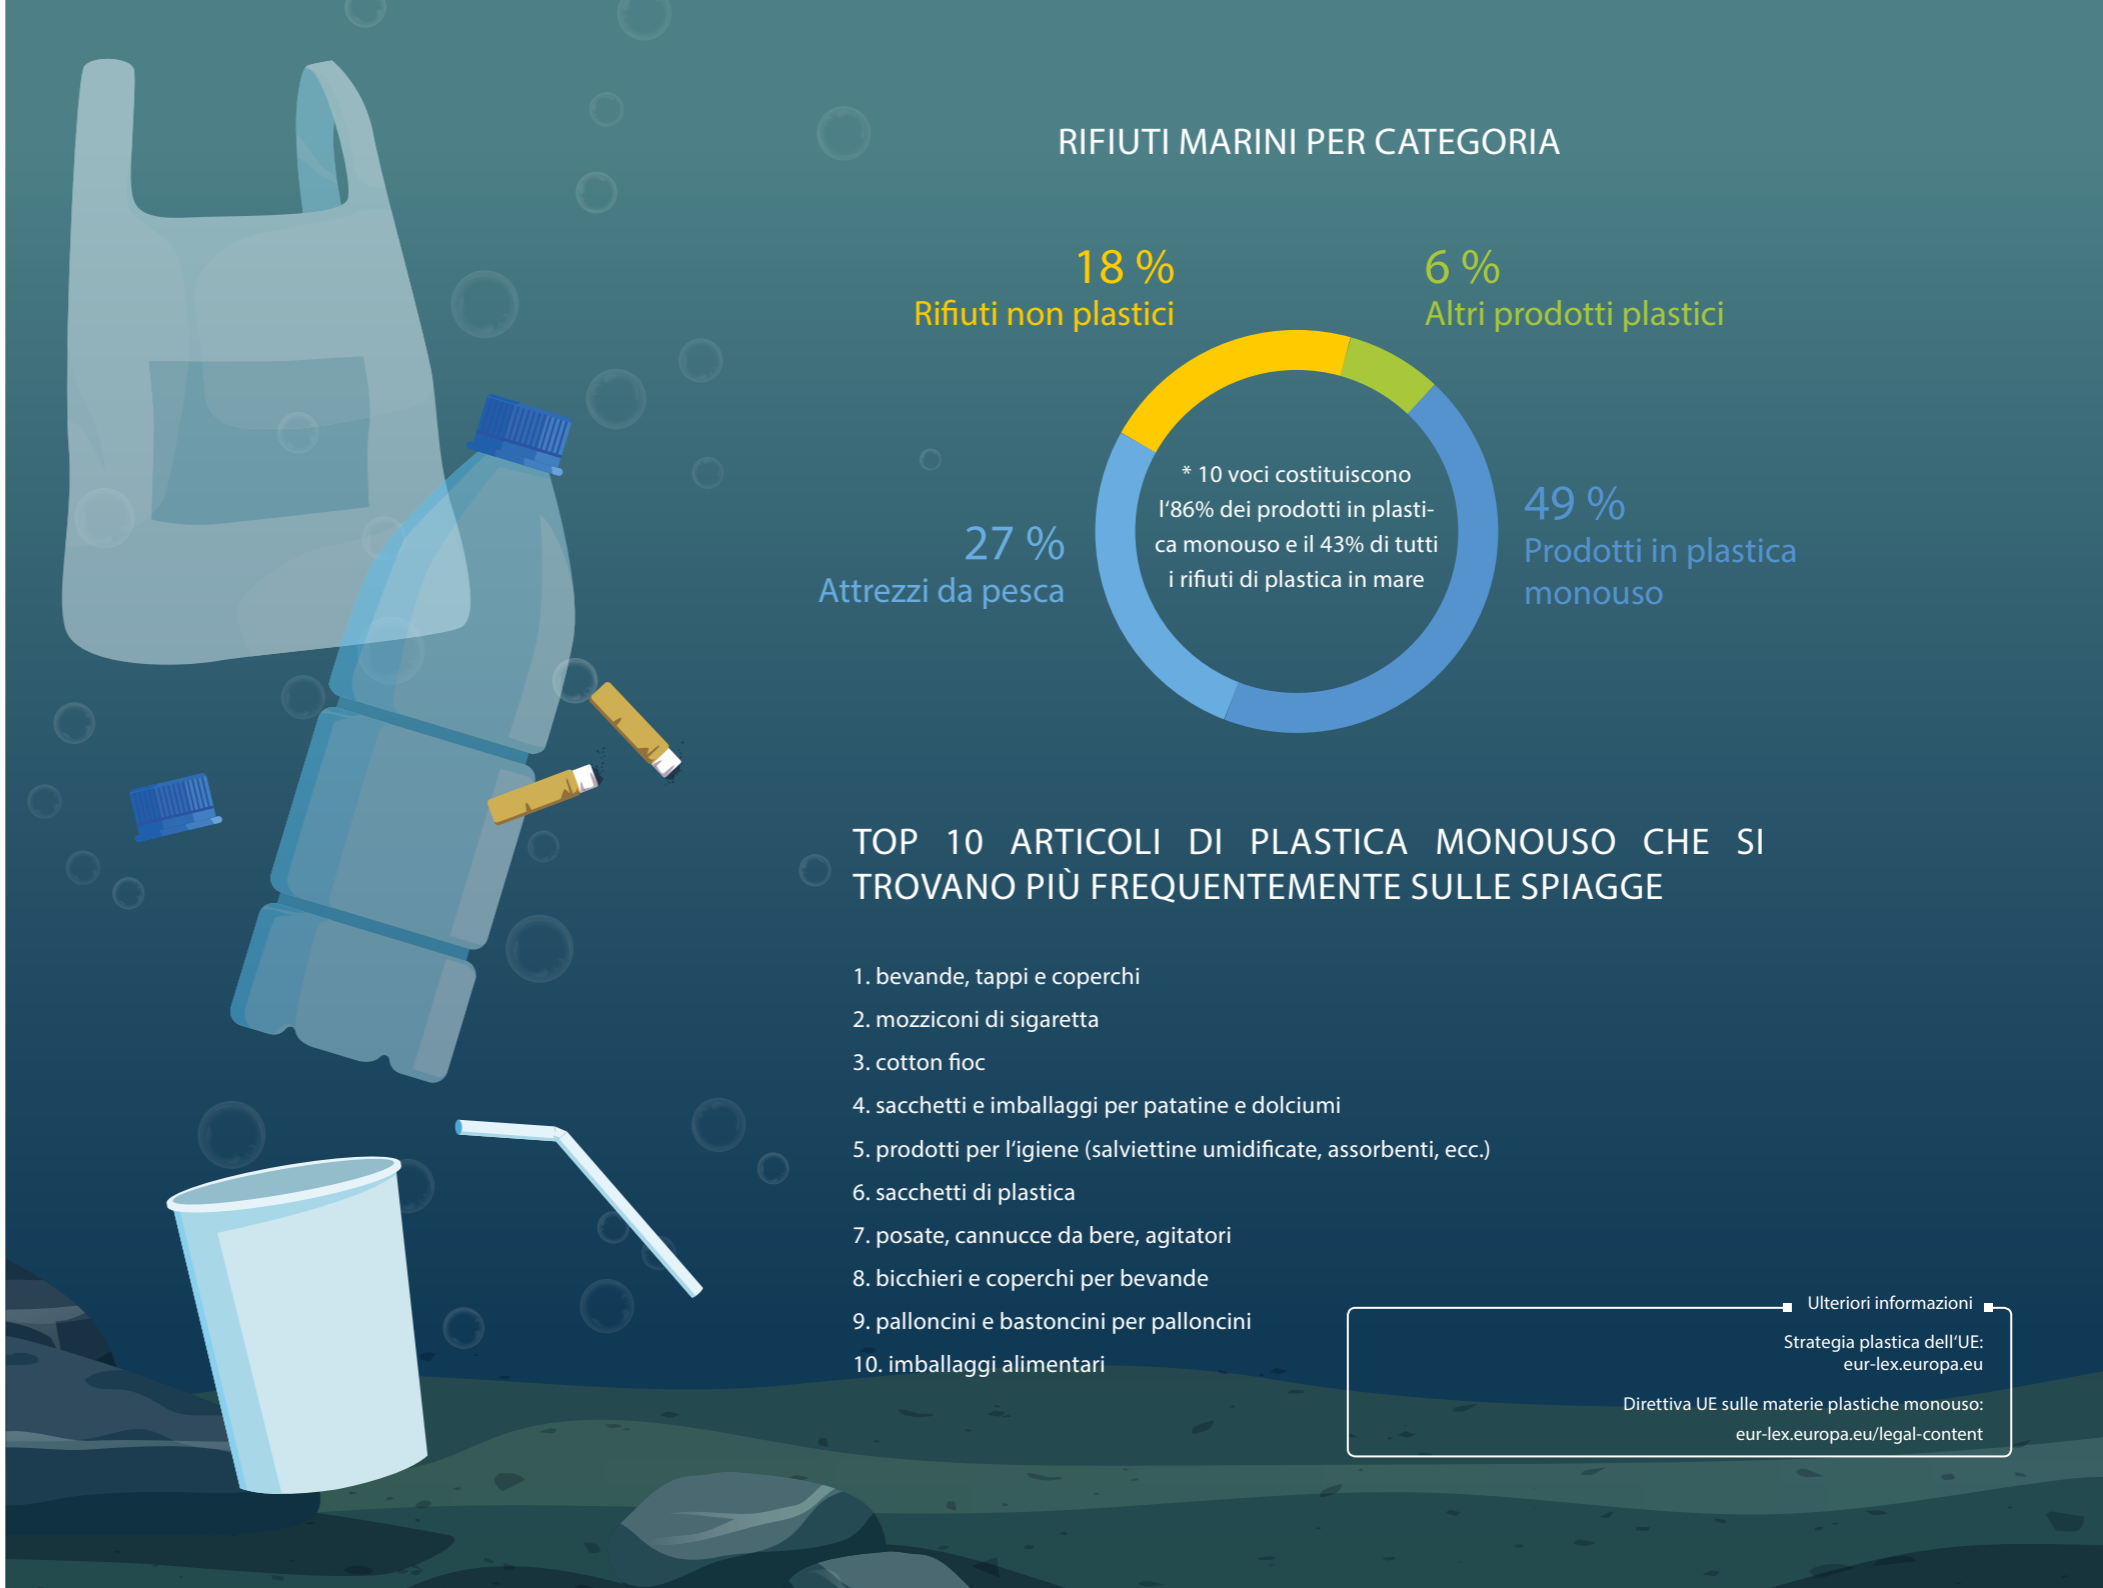 RIFIUTI MARINI PER CATEGORIA
18 %
Rifiuti non plastici
6 %
Altri prodotti plastici
27 %
Attrezzi da pesca
* 10 voci costituiscono
l‘86% dei prodotti in plasti-
ca monouso e il 43% di tutti
i rifiuti di plastica in mare
49 %
Prodotti in plastica
monouso
TOP 10 ARTICOLI DI PLASTICA MONOUSO CHE SI
TROVANO PIÙ FREQUENTEMENTE SULLE SPIAGGE
1. bevande, tappi e coperchi
2. mozziconi di sigaretta
3. cotton fioc
4. sacchetti e imballaggi per patatine e dolciumi
5. prodotti per l‘igiene (salviettine umidificate, assorbenti, ecc.)
6. sacchetti di plastica
7. posate, cannucce da bere, agitatori
8. bicchieri e coperchi per bevande
9. palloncini e bastoncini per palloncini
10. imballaggi alimentari
Ulteriori informazioni
Strategia plastica dell‘UE:
eur-lex.europa.eu
Direttiva UE sulle materie plastiche monouso:
eur-lex.europa.eu/legal-content